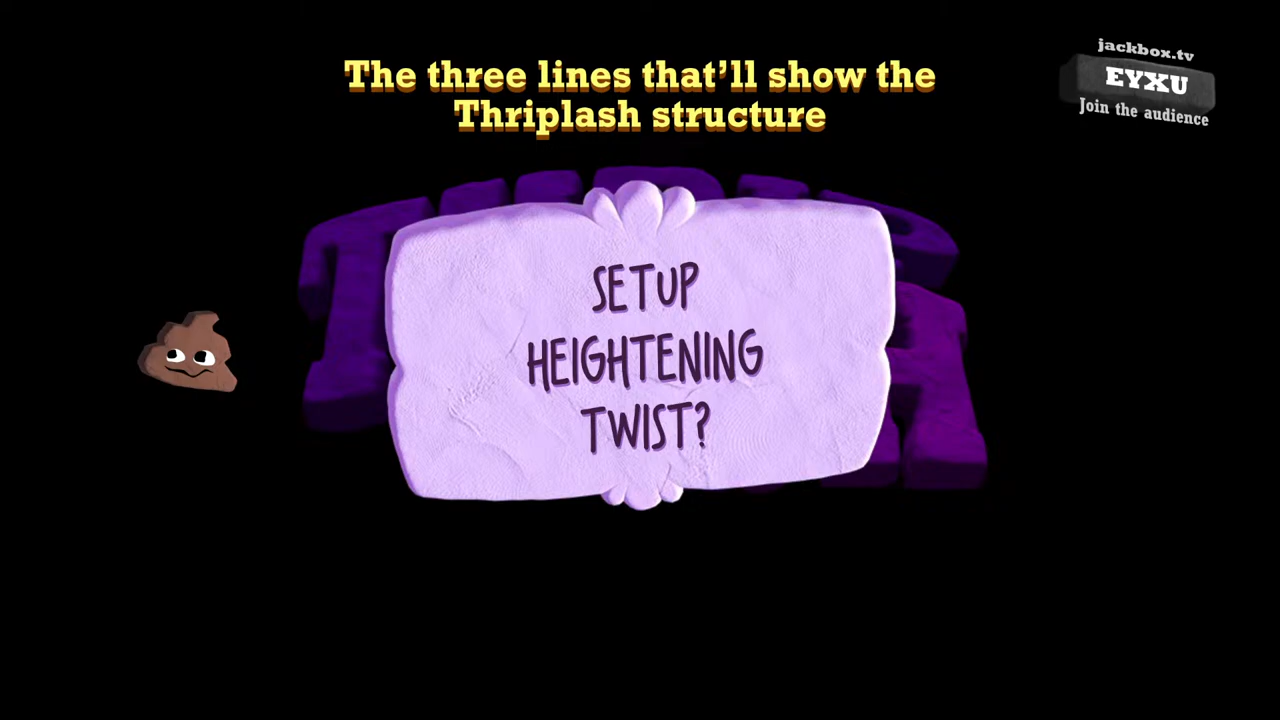 jackbox.tv
EYXU
Join the audience
The three lines that'll show the
Thriplash structure
SETUP
HEIGHTENING
TWIST?